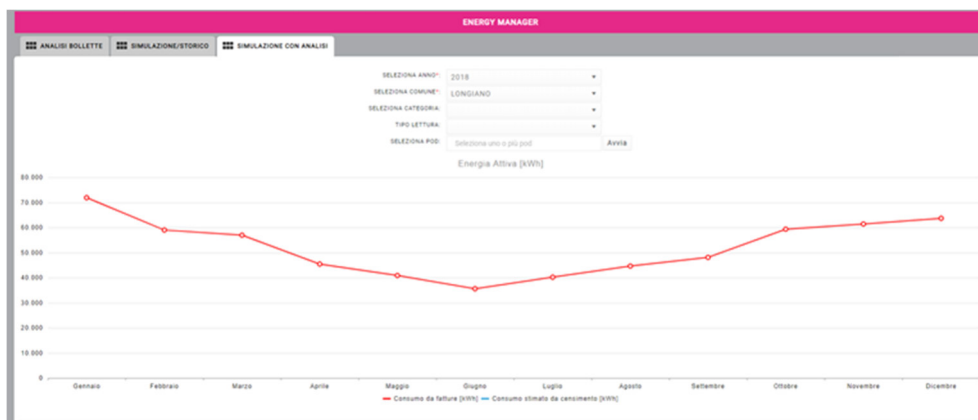 ENERGY MANAGER
ANALISI BOLLETTE SIMULAZIONE/STORICO SIMULAZIONE CON ANALISI
SELEZIONA ANNO*: 2018
SELEZIONA COMUNE*: LONGIANO
SELEZIONA CATEGORIA:
TIPO LETTURA:
SELEZIONA POD: Seleziona uno o più pod Avvia
Energia Attiva [kWh]
80 000
70 000
60 000
50 000
40 000
30 000
20 000
10 000
0
Gennaio Febbraio Marzo Aprile Maggio Giugno Luglio Agosto Settembre Ottobre Novembre Dicembre
Consumo da fatture [kWh] Consumo stimato da censimento [kWh]